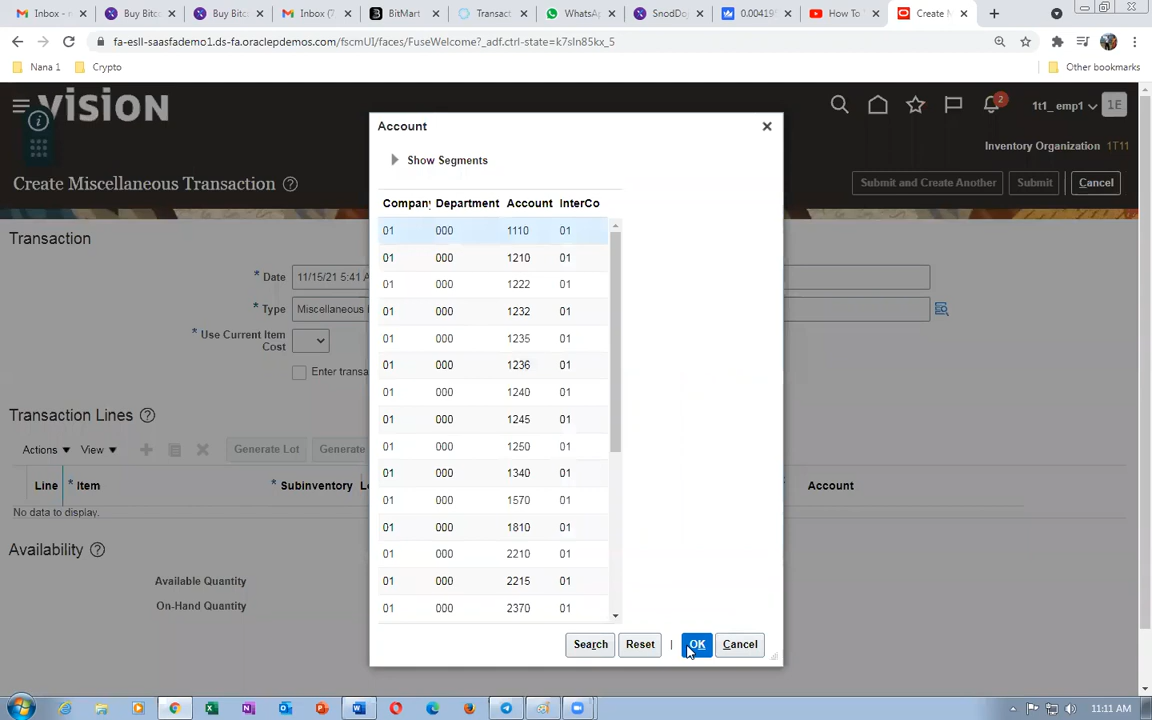 Inbox -
Buy Bitc
Buy Bitc
Inbox (7
BitMart
Transact
WhatsA
SnodDo
0.00419
How To
Create M
fa-esll-saasfademo1.ds-fa.oraclepdemos.com/fscmUI/faces/FuseWelcome?_adf.ctrl-state=k7sln85kx_5
Nana 1
Crypto
Other bookmarks
VISION
2
1t1_emp1
1E
Inventory Organization 1T11
Create Miscellaneous Transaction
Submit and Create Another
Submit
Cancel
Transaction
* Date 11/15/21 5:41 A
* Type Miscellaneous
* Use Current Item
Cost
Enter transa
Transaction Lines
Actions View Generate Lot Generate
Line * Item * Subinventory Lo Account
No data to display.
Availability
Available Quantity
On-Hand Quantity
Account
Show Segments
Company Department Account InterCo
01 000 1110 01
01 000 1210 01
01 000 1222 01
01 000 1232 01
01 000 1235 01
01 000 1236 01
01 000 1240 01
01 000 1245 01
01 000 1250 01
01 000 1340 01
01 000 1570 01
01 000 1810 01
01 000 2210 01
01 000 2215 01
01 000 2370 01
Search Reset | OK Cancel
11:11 AM